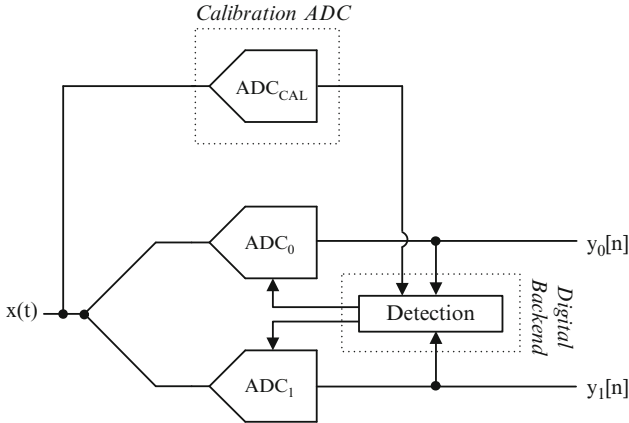 Calibration ADC
ADC_CAL
ADC_0
y_0[n]
x(t)
Detection
Digital
Backend
ADC_1
y_1[n]